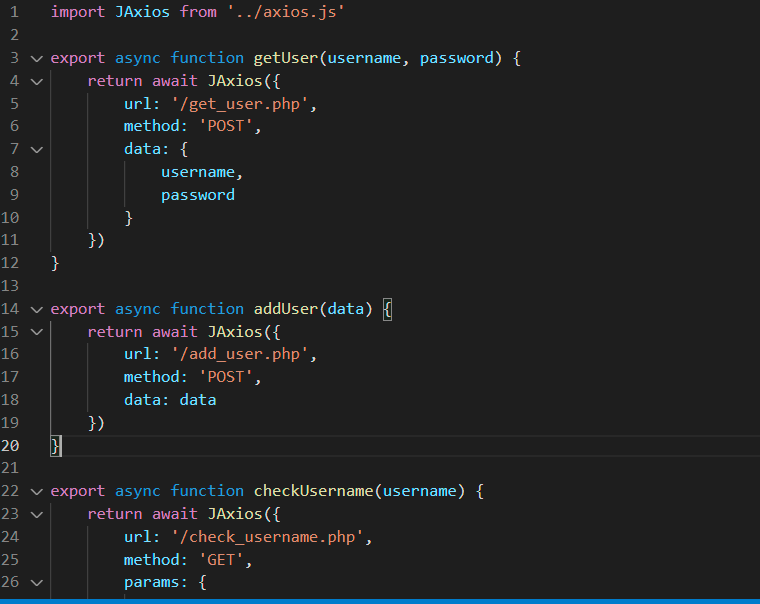 1 import JAxios from '../axios.js'
2
3 export async function getUser(username, password) {
4     return await JAxios({
5         url: '/get_user.php',
6         method: 'POST',
7         data: {
8             username,
9             password
10         }
11     })
12 }
13
14 export async function addUser(data) {
15     return await JAxios({
16         url: '/add_user.php',
17         method: 'POST',
18         data: data
19     })
20 }
21
22 export async function checkUsername(username) {
23     return await JAxios({
24         url: '/check_username.php',
25         method: 'GET',
26         params: {